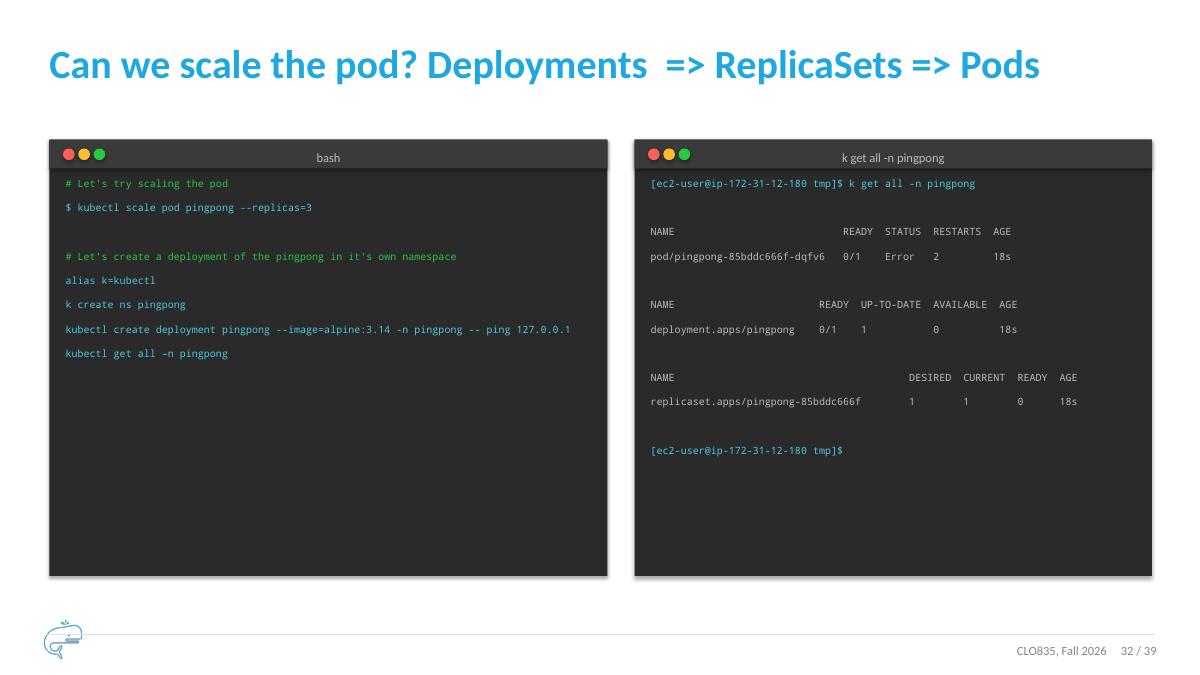 Can we scale the pod? Deployments  => ReplicaSets => Pods
bash
# Let's try scaling the pod
$ kubectl scale pod pingpong --replicas=3
# Let's create a deployment of the pingpong in it's own namespace
alias k=kubectl
k create ns pingpong
kubectl create deployment pingpong --image=alpine:3.14 -n pingpong -- ping 127.0.0.1
kubectl get all –n pingpong
k get all -n pingpong
[ec2-user@ip-172-31-12-180 tmp]$ k get all -n pingpong
NAME READY STATUS RESTARTS AGE
pod/pingpong-85bddc666f-dqfv6 0/1 Error 2 18s
NAME READY UP-TO-DATE AVAILABLE AGE
deployment.apps/pingpong 0/1 1 0 18s
NAME DESIRED CURRENT READY AGE
replicaset.apps/pingpong-85bddc666f 1 1 0 18s
[ec2-user@ip-172-31-12-180 tmp]$
CLO835, Fall 2026 32 / 39